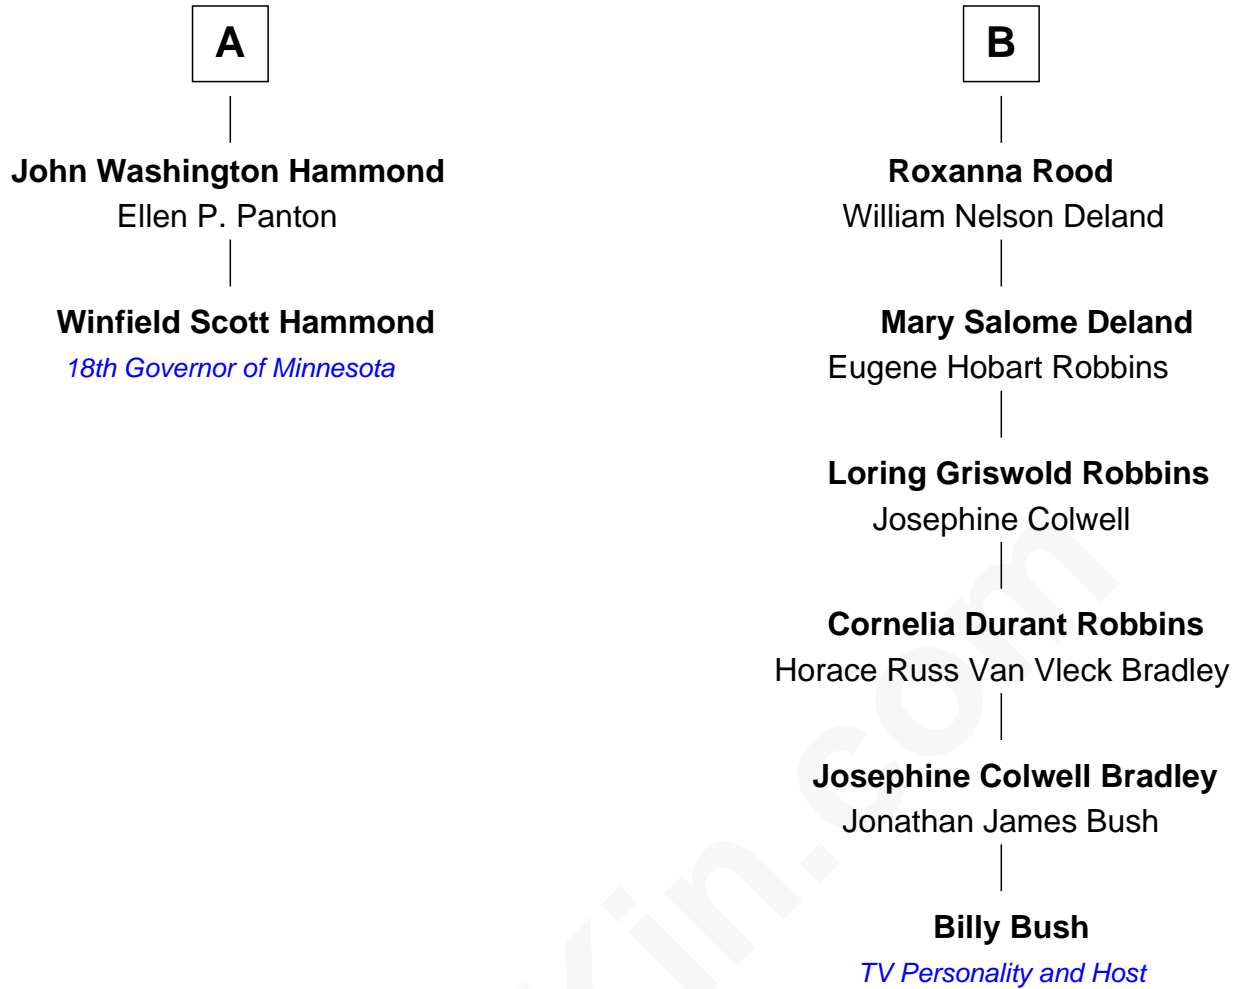 A
John Washington Hammond
Ellen P. Panton
Winfield Scott Hammond
18th Governor of Minnesota
B
Roxanna Rood
William Nelson Deland
Mary Salome Deland
Eugene Hobart Robbins
Loring Griswold Robbins
Josephine Colwell
Cornelia Durant Robbins
Horace Russ Van Vleck Bradley
Josephine Colwell Bradley
Jonathan James Bush
Billy Bush
TV Personality and Host
Kin.com